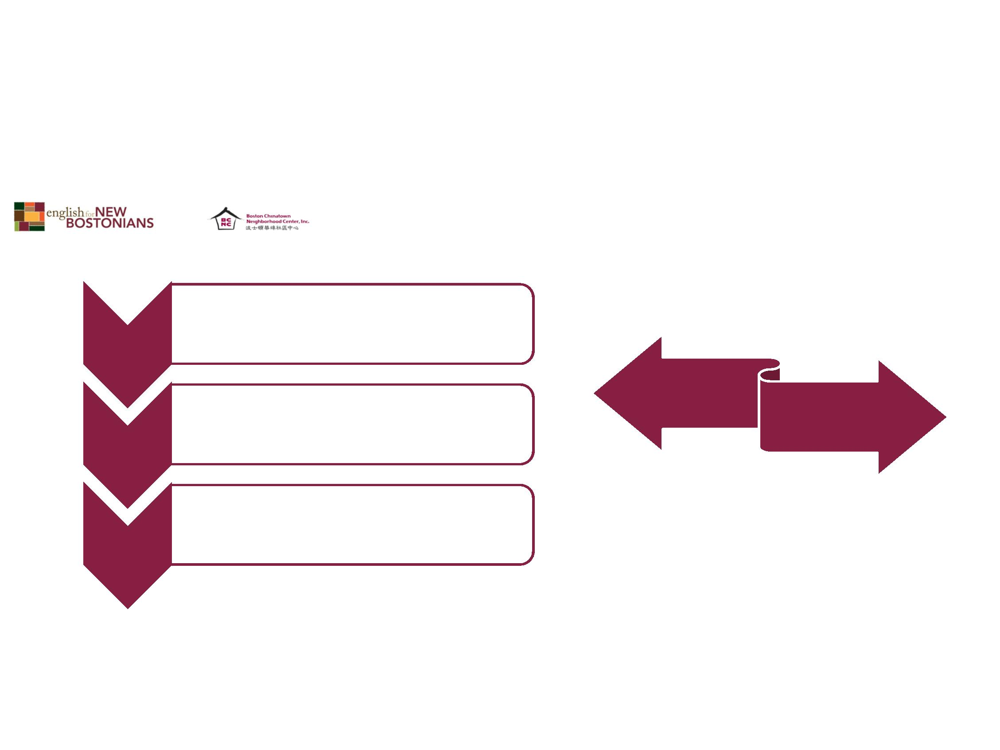 english for NEW
BOSTONIANS
BC
NC
Boston Chinatown
Neighborhood Center, Inc.
波士頓華埠社區中心